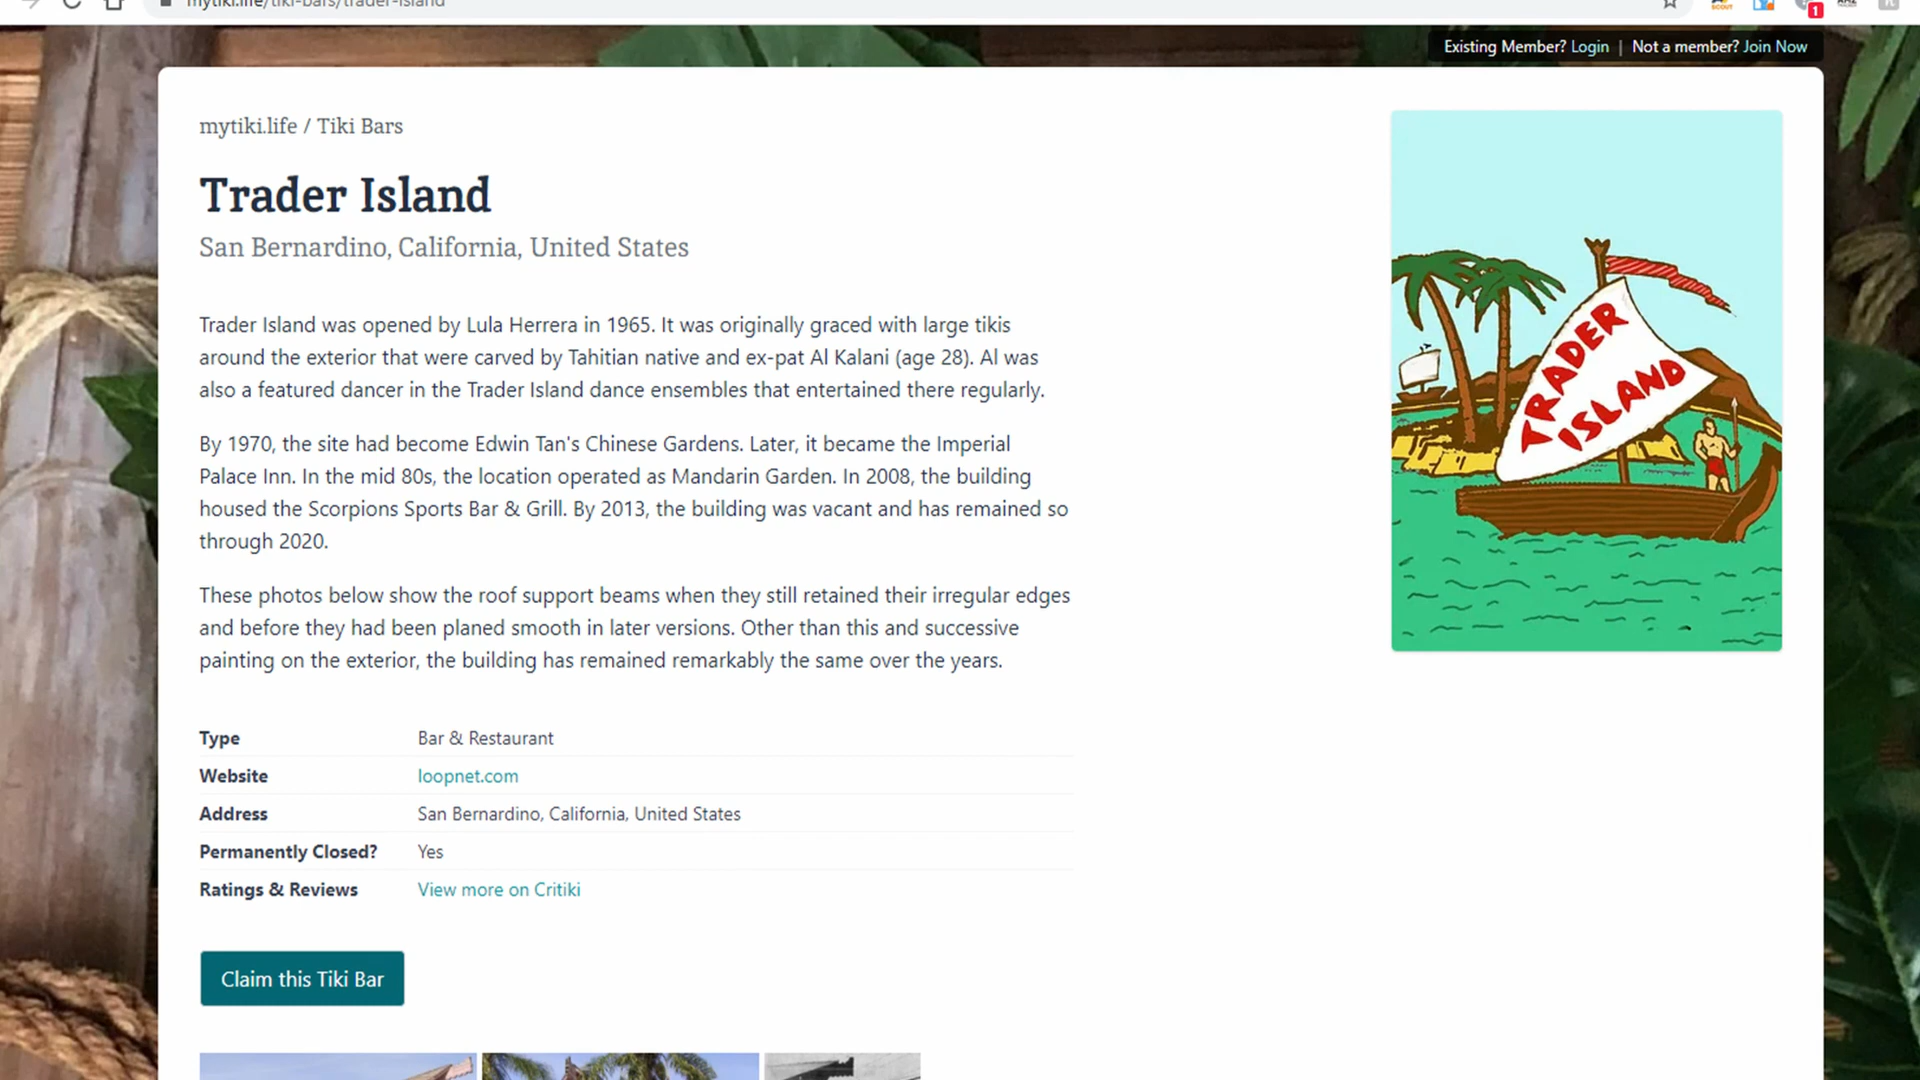 mytiki.life/tiki-bars/trader-island
SCOUT
1
Existing Member? Login | Not a member? Join Now
mytiki.life / Tiki Bars
Trader Island
San Bernardino, California, United States
Trader Island was opened by Lula Herrera in 1965. It was originally graced with large tikis
around the exterior that were carved by Tahitian native and ex-pat Al Kalani (age 28). Al was
also a featured dancer in the Trader Island dance ensembles that entertained there regularly.
By 1970, the site had become Edwin Tan's Chinese Gardens. Later, it became the Imperial
Palace Inn. In the mid 80s, the location operated as Mandarin Garden. In 2008, the building
housed the Scorpions Sports Bar & Grill. By 2013, the building was vacant and has remained so
through 2020.
These photos below show the roof support beams when they still retained their irregular edges
and before they had been planed smooth in later versions. Other than this and successive
painting on the exterior, the building has remained remarkably the same over the years.
Type Bar & Restaurant
Website loopnet.com
Address San Bernardino, California, United States
Permanently Closed? Yes
Ratings & Reviews View more on Critiki
Claim this Tiki Bar
TRADER
ISLAND